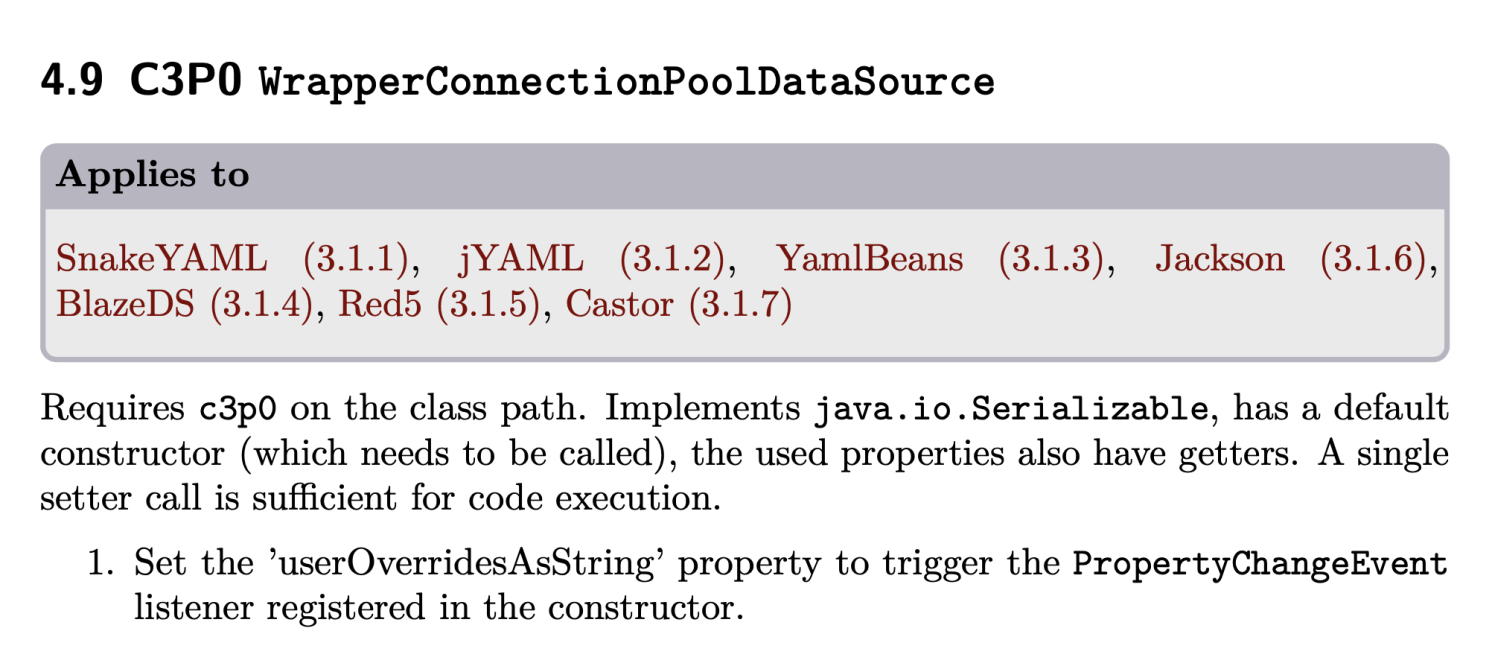 4.9 C3P0 WrapperConnectionPoolDataSource
Applies to
SnakeYAML (3.1.1), jYAML (3.1.2), YamlBeans (3.1.3), Jackson (3.1.6),
BlazeDS (3.1.4), Red5 (3.1.5), Castor (3.1.7)
Requires c3p0 on the class path. Implements java.io.Serializable, has a default
constructor (which needs to be called), the used properties also have getters. A single
setter call is sufficient for code execution.
1. Set the ’userOverridesAsString’ property to trigger the PropertyChangeEvent
listener registered in the constructor.